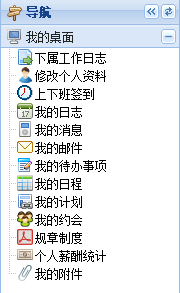 导航
我的桌面
下属工作日志
修改个人资料
上下班签到
我的日志
我的消息
我的邮件
我的待办事项
我的日程
我的计划
我的约会
规章制度
个人薪酬统计
我的附件